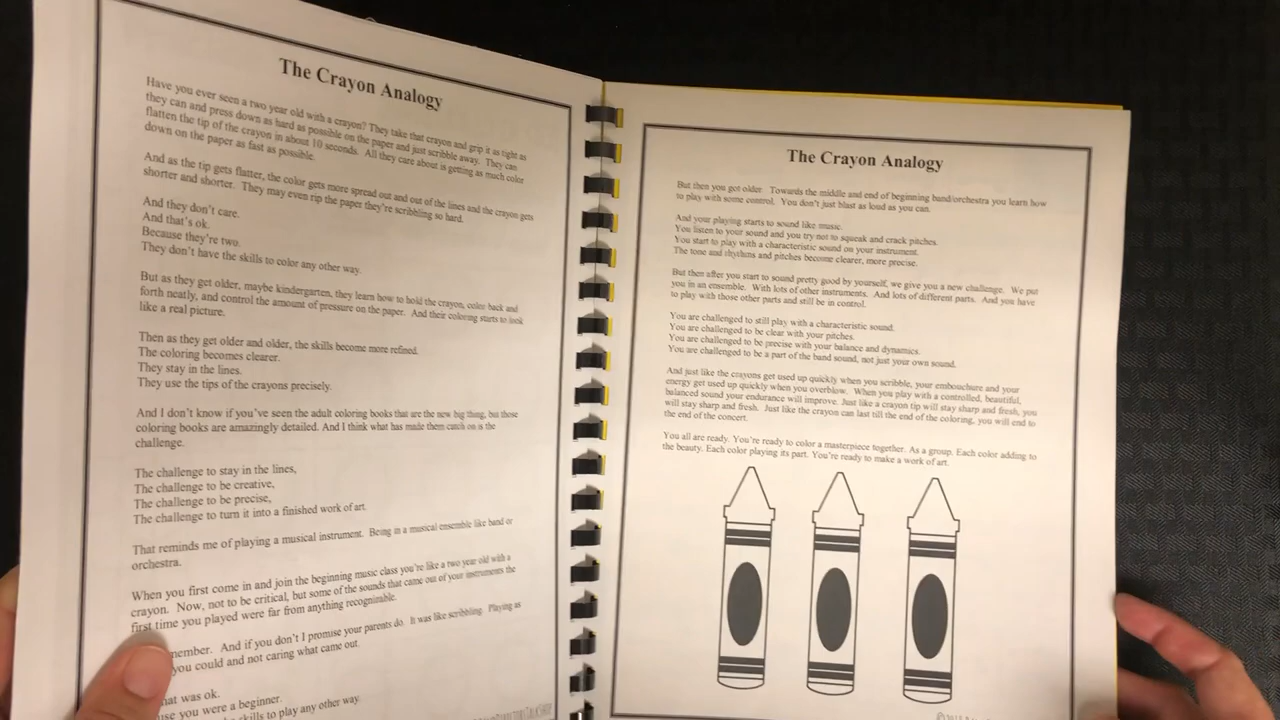 The Crayon Analogy
Have you ever seen a two year old with a crayon? They take that crayon and grip it as tight as
they can and press down as hard as possible on the paper and just scribble away. They can
flatten the tip of the crayon in about 10 seconds. All they care about is getting as much color
down on the paper as fast as possible.
And as the tip gets flatter, the color gets more spread out and out of the lines and the crayon gets
shorter and shorter. They may even rip the paper they're scribbling so hard.
And they don't care.
And that's ok.
Because they're two.
They don't have the skills to color any other way.
But as they get older, maybe kindergarten, they learn how to hold the crayon, color back and
forth neatly, and control the amount of pressure on the paper. And their coloring starts to look
like a real picture.
Then as they get older and older, the skills become more refined.
The coloring becomes clearer.
They stay in the lines.
They use the tips of the crayons precisely.
And I don't know if you've seen the adult coloring books that are the new big thing, but those
coloring books are amazingly detailed. And I think what has made them catch on is the
challenge.
The challenge to stay in the lines,
The challenge to be creative,
The challenge to be precise,
The challenge to turn it into a finished work of art.
That reminds me of playing a musical instrument. Being in a musical ensemble like band or
orchestra.
When you first come in and join the beginning music class you're like a two year old with a
crayon. Now, not to be critical, but some of the sounds that came out of your instruments the
first time you played were far from anything recognizable.
member. And if you don't I promise your parents do. It was like scribbling. Playing as
you could and not caring what came out.
hat was ok.
se you were a beginner.
skills to play any other way.
The Crayon Analogy
But then you got older. Towards the middle and end of beginning band/orchestra you learn how
to play with some control. You don't just blast as loud as you can.
And your playing starts to sound like music.
You listen to your sound and you try not to squeak and crack pitches.
You start to play with a characteristic sound on your instrument.
The tone and rhythms and pitches become clearer, more precise.
But then after you start to sound pretty good by yourself, we give you a new challenge. We put
you in an ensemble. With lots of other instruments. And lots of different parts. And you have
to play with those other parts and still be in control.
You are challenged to still play with a characteristic sound.
You are challenged to be clear with your pitches.
You are challenged to be precise with your balance and dynamics.
You are challenged to be a part of the band sound, not just your own sound.
And just like the crayons get used up quickly when you scribble, your embouchure and your
energy get used up quickly when you overblow. When you play with a controlled, beautiful,
balanced sound your endurance will improve. Just like a crayon tip will stay sharp and fresh, you
will stay sharp and fresh. Just like the crayon can last till the end of the coloring, you will end to
the end of the concert.
You all are ready. You're ready to color a masterpiece together. As a group. Each color adding to
the beauty. Each color playing its part. You're ready to make a work of art.